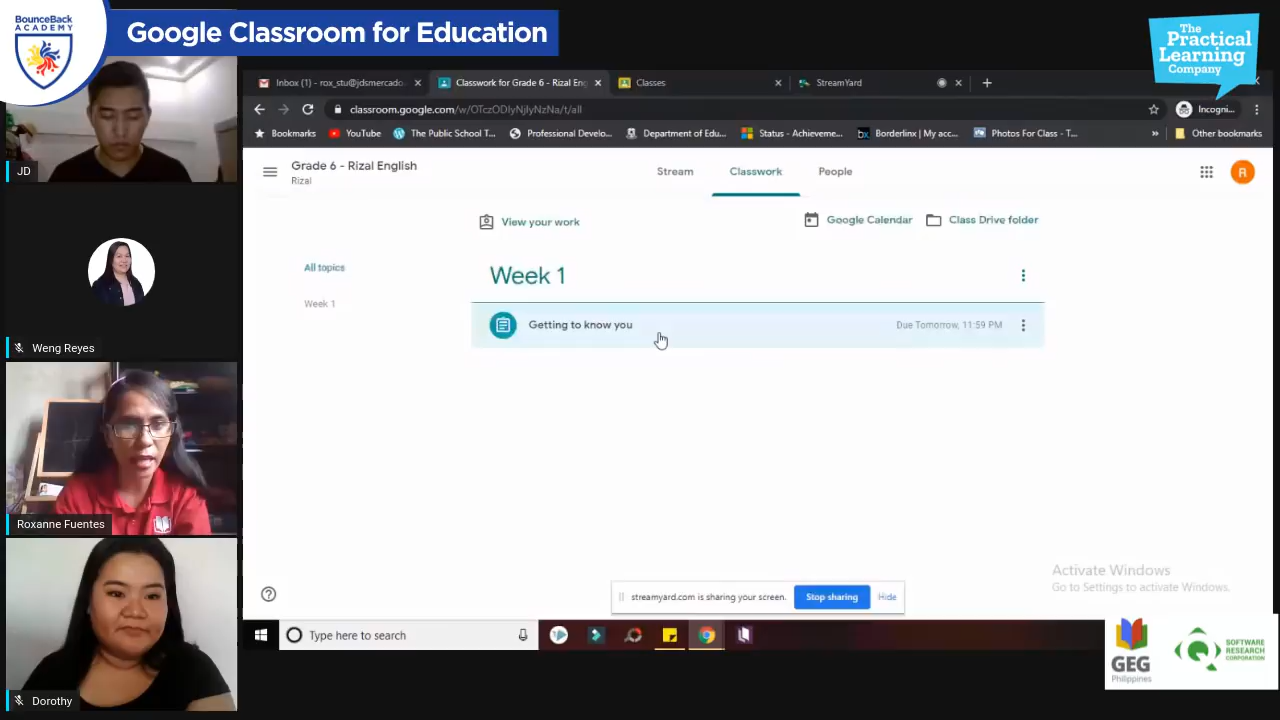 BounceBack
ACADEMY
Google Classroom for Education
The
Practical
Learning
Company
Inbox (1) - rox_stu@jdsmercado
Classwork for Grade 6 - Rizal Eng
Classes
StreamYard
classroom.google.com/w/OTczODIyNjIyNzNa/t/all
Incogni...
Bookmarks
YouTube
The Public School T...
Professional Develo...
Department of Edu...
Status - Achieveme...
Borderlinx | My acc...
Photos For Class - T...
Other bookmarks
Grade 6 - Rizal English
Rizal
Stream
Classwork
People
R
View your work
Google Calendar
Class Drive folder
All topics
Week 1
Week 1
Getting to know you
Due Tomorrow, 11:59 PM
JD
Weng Reyes
Roxanne Fuentes
Dorothy
Activate Windows
Go to Settings to activate Windows.
streamyard.com is sharing your screen.
Stop sharing
Hide
Type here to search
GEG
Philippines
SOFTWARE
RESEARCH
CORPORATION